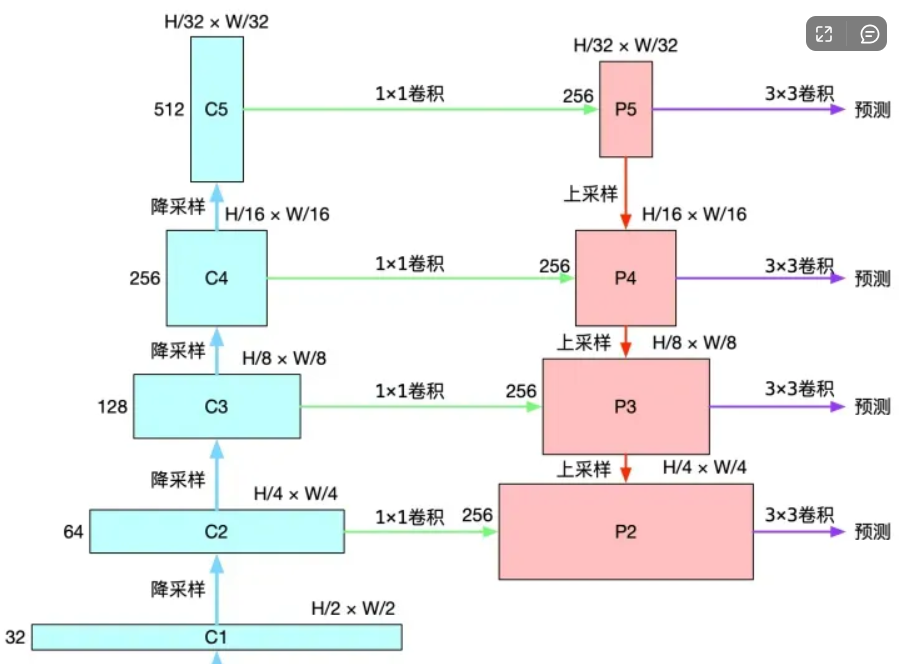 H/32 × W/32
H/32 × W/32
512
C5
1×1卷积
256
P5
3×3卷积
预测
降采样
H/16 × W/16
上采样
H/16 × W/16
256
C4
1×1卷积
256
P4
3×3卷积
预测
降采样
H/8 × W/8
上采样
H/8 × W/8
128
C3
1×1卷积
256
P3
3×3卷积
预测
降采样
H/4 × W/4
上采样
H/4 × W/4
64
C2
1×1卷积
256
P2
3×3卷积
预测
降采样
H/2 × W/2
32
C1